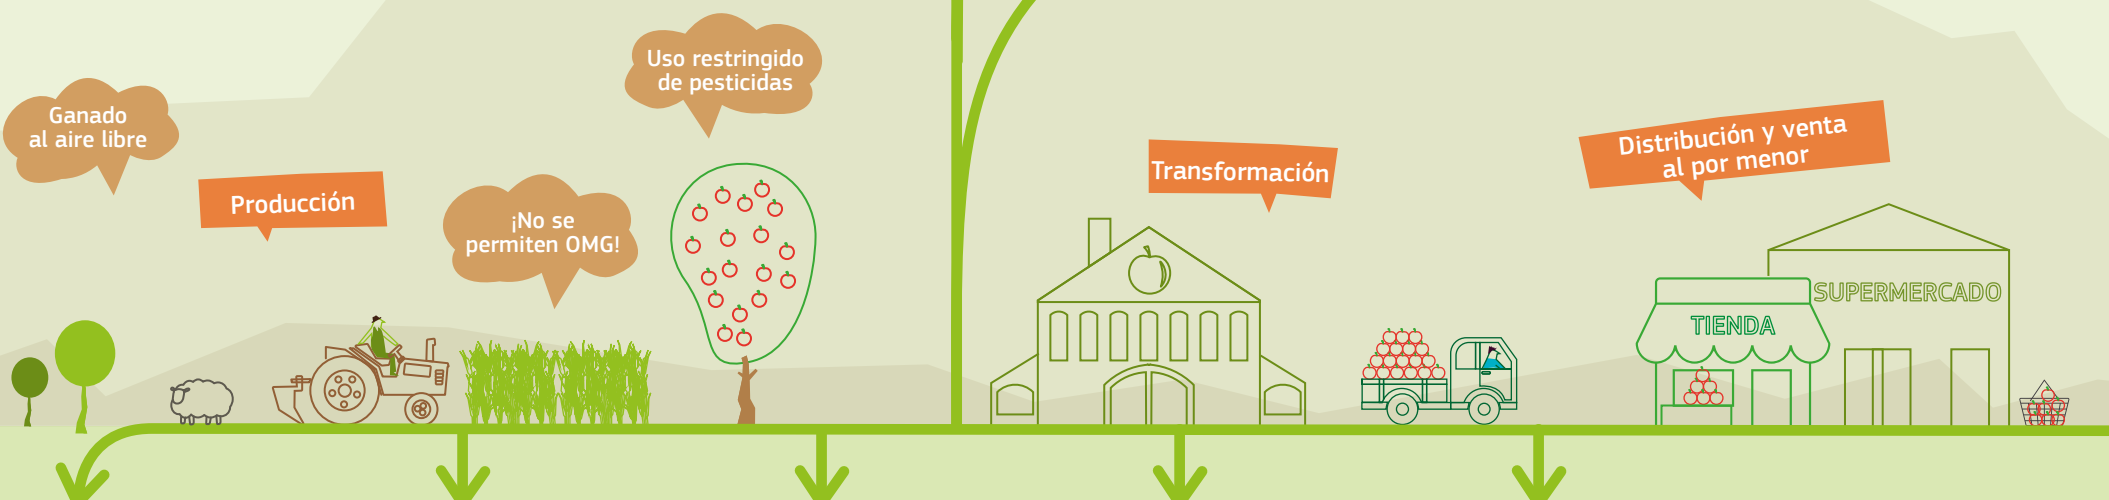 Ganado
al aire libre
Producción
¡No se
permiten OMG!
Uso restringido
de pesticidas
Transformación
Distribución y venta
al por menor
TIENDA
SUPERMERCADO